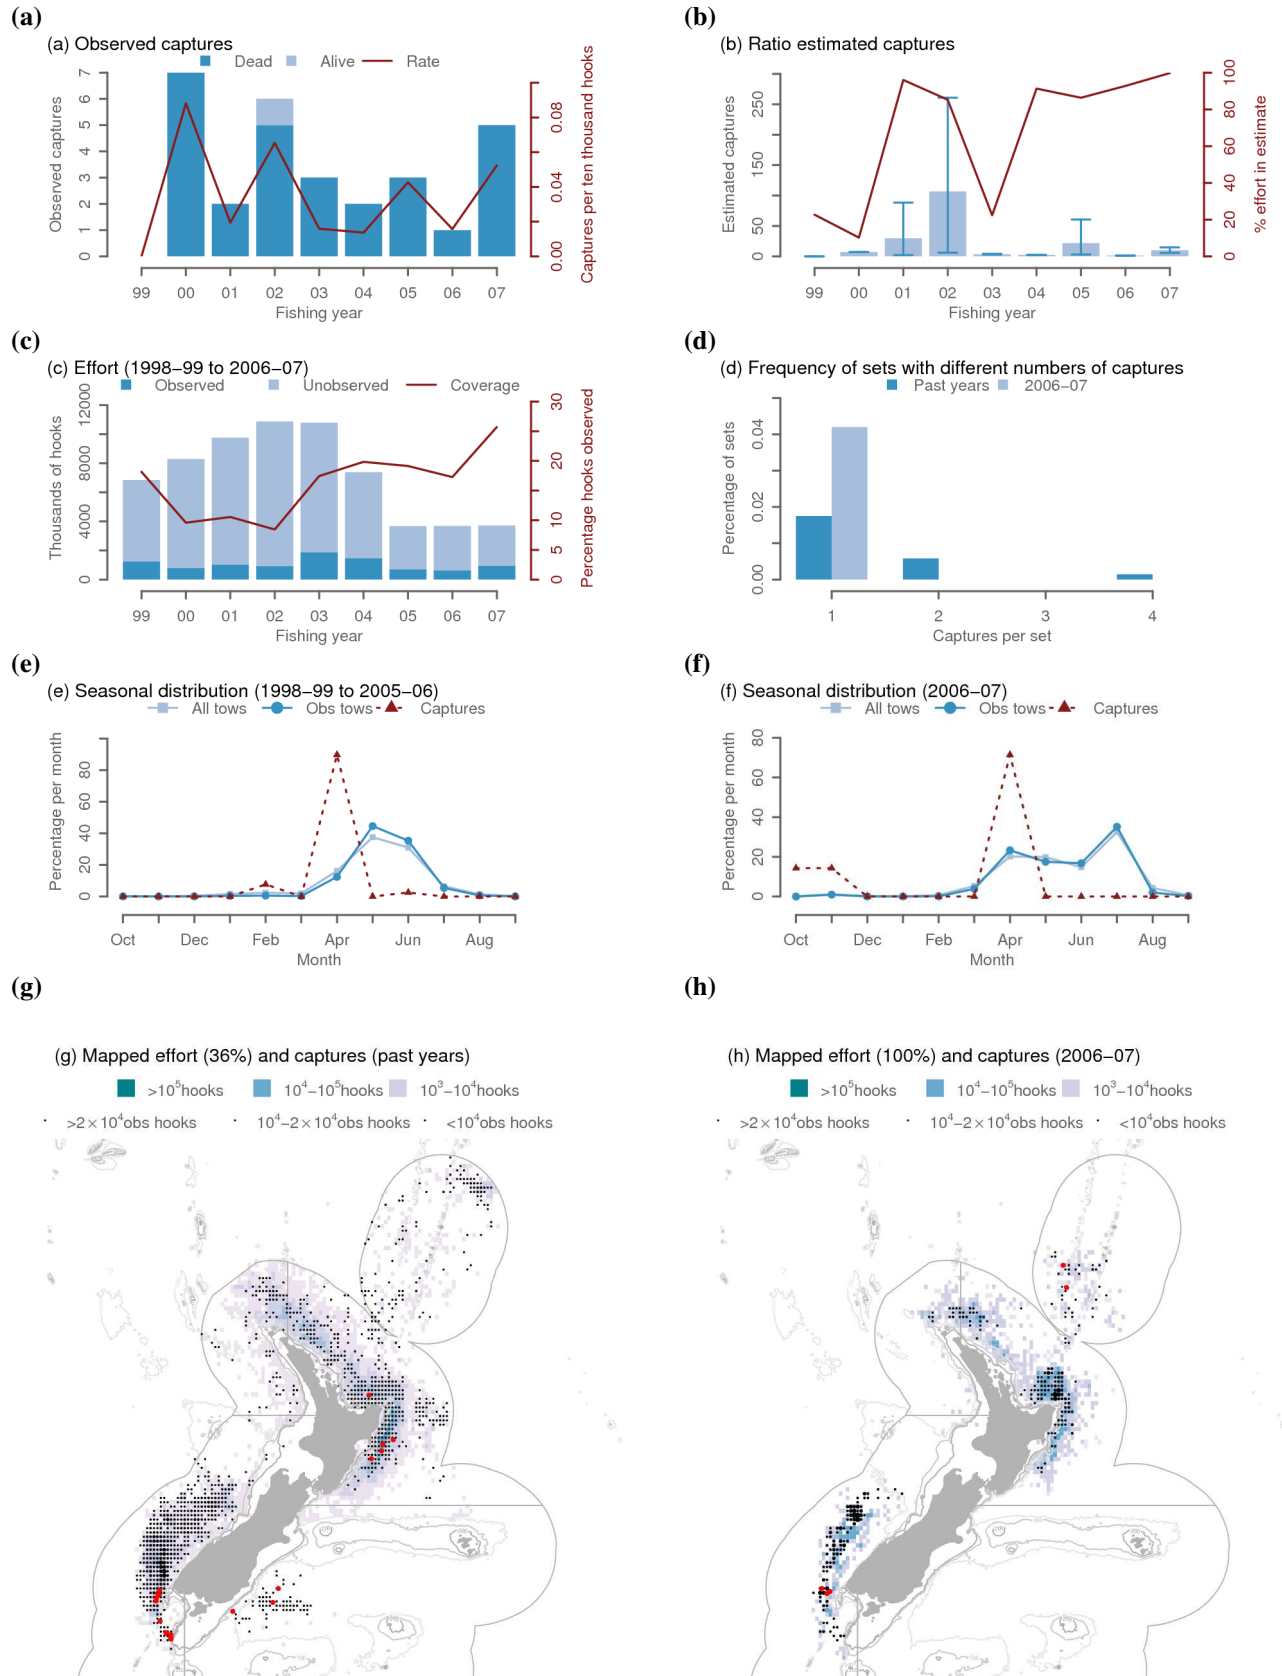 (a)
(a) Observed captures
Dead Alive Rate
Observed captures
0 1 2 3 4 5 6 7
0.00 0.04 0.08
Captures per ten thousand hooks
99 00 01 02 03 04 05 06 07
Fishing year
(b)
(b) Ratio estimated captures
Estimated captures
0 50 150 250
0 20 40 60 80 100
% effort in estimate
99 00 01 02 03 04 05 06 07
Fishing year
(c)
(c) Effort (1998–99 to 2006–07)
Observed Unobserved Coverage
Thousands of hooks
0 4000 8000 12000
0 5 10 20 30
Percentage hooks observed
99 00 01 02 03 04 05 06 07
Fishing year
(d)
(d) Frequency of sets with different numbers of captures
Past years 2006–07
Percentage of sets
0.00 0.02 0.04
1 2 3 4
Captures per set
(e)
(e) Seasonal distribution (1998–99 to 2005–06)
All tows Obs tows Captures
Percentage per month
0 20 40 60 80
Oct Dec Feb Apr Jun Aug
Month
(f)
(f) Seasonal distribution (2006–07)
All tows Obs tows Captures
Percentage per month
0 20 40 60 80
Oct Dec Feb Apr Jun Aug
Month
(g)
(g) Mapped effort (36%) and captures (past years)
>10⁵hooks 10⁴–10⁵hooks 10³–10⁴hooks
>2×10⁴obs hooks 10⁴–2×10⁴obs hooks <10⁴obs hooks
(h)
(h) Mapped effort (100%) and captures (2006–07)
>10⁵hooks 10⁴–10⁵hooks 10³–10⁴hooks
>2×10⁴obs hooks 10⁴–2×10⁴obs hooks <10⁴obs hooks